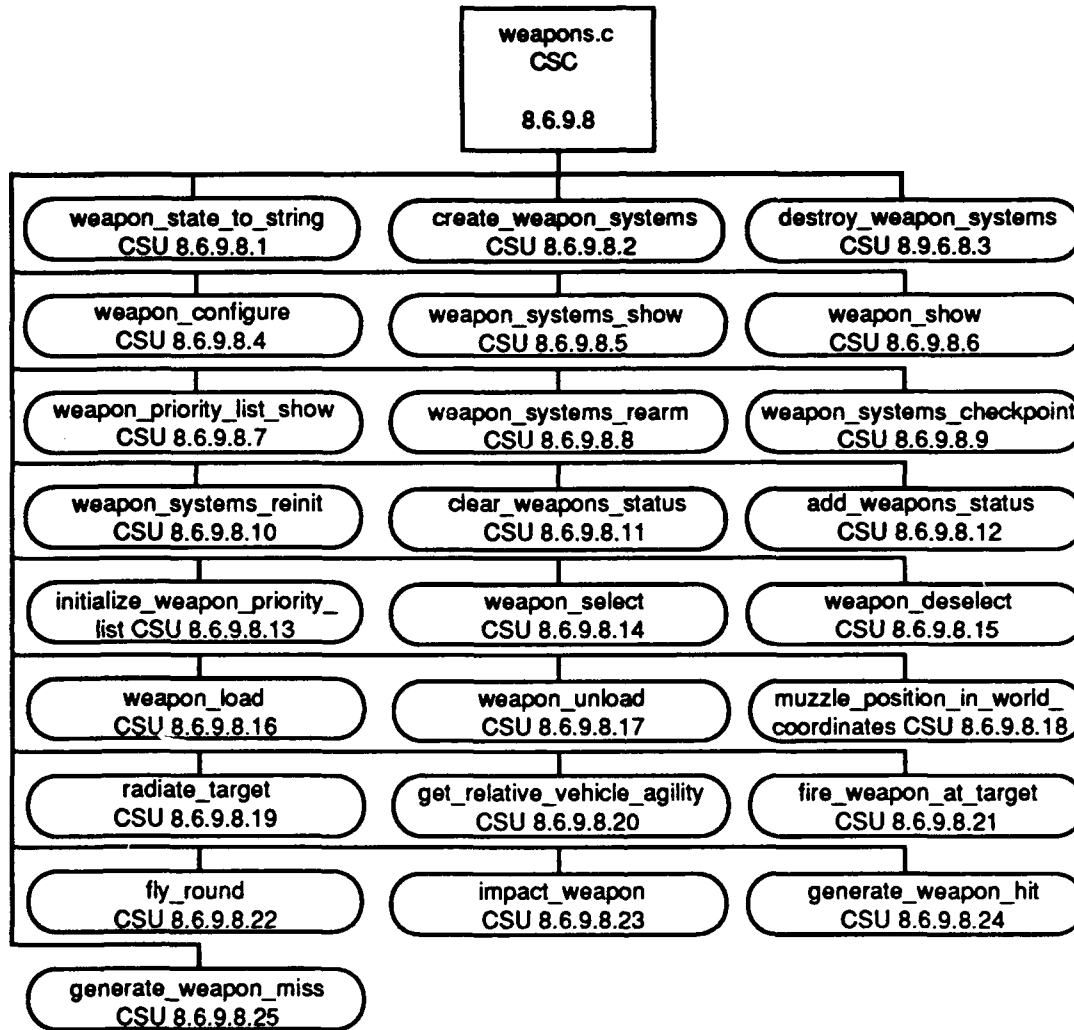 weapons.c
CSC
8.6.9.8
weapon_state_to_string
CSU 8.6.9.8.1
create_weapon_systems
CSU 8.6.9.8.2
destroy_weapon_systems
CSU 8.9.6.8.3
weapon_configure
CSU 8.6.9.8.4
weapon_systems_show
CSU 8.6.9.8.5
weapon_show
CSU 8.6.9.8.6
weapon_priority_list_show
CSU 8.6.9.8.7
weapon_systems_rearm
CSU 8.6.9.8.8
weapon_systems_checkpoint
CSU 8.6.9.8.9
weapon_systems_reinit
CSU 8.6.9.8.10
clear_weapons_status
CSU 8.6.9.8.11
add_weapons_status
CSU 8.6.9.8.12
initialize_weapon_priority_
list CSU 8.6.9.8.13
weapon_select
CSU 8.6.9.8.14
weapon_deselect
CSU 8.6.9.8.15
weapon_load
CSU 8.6.9.8.16
weapon_unload
CSU 8.6.9.8.17
muzzle_position_in_world_
coordinates CSU 8.6.9.8.18
radiate_target
CSU 8.6.9.8.19
get_relative_vehicle_agility
CSU 8.6.9.8.20
fire_weapon_at_target
CSU 8.6.9.8.21
fly_round
CSU 8.6.9.8.22
impact_weapon
CSU 8.6.9.8.23
generate_weapon_hit
CSU 8.6.9.8.24
generate_weapon_miss
CSU 8.6.9.8.25